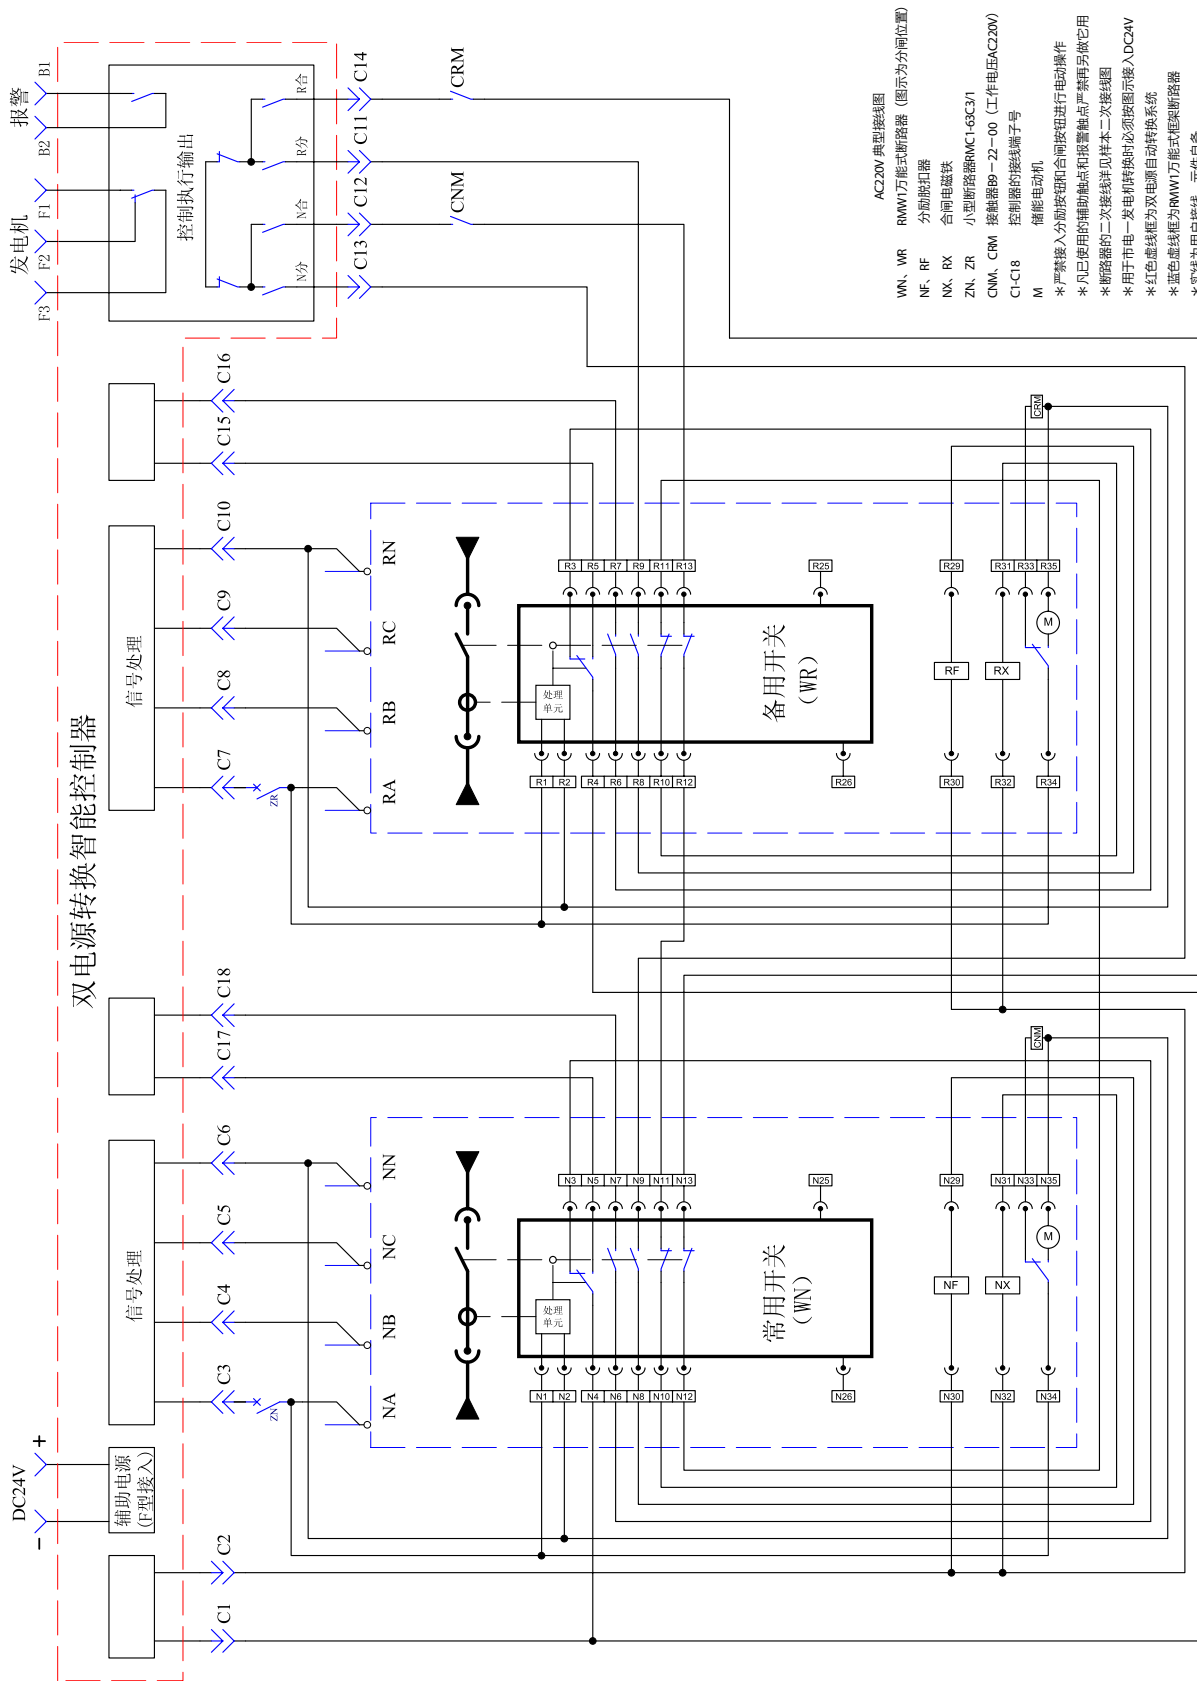 双电源转换智能控制器
DC24V
−
+
辅助电源
(F型接入)
信号处理
信号处理
发电机
F3
F2
F1
报警
B2
B1
控制执行输出
N分
N合
R分
R合
C1
C2
C3
C4
C5
C6
C17
C18
C7
C8
C9
C10
C15
C16
C13
C12
C11
C14
CNM
CRM
ZN
ZR
NA
NB
NC
NN
RA
RB
RC
RN
处理
单元
常用开关
(WN)
N1
N2
N4
N6
N8
N10
N12
N26
N30
N32
N34
N3
N5
N7
N9
N11
N13
N25
N29
N31
N33
N35
NF
NX
M
CNM
处理
单元
备用开关
(WR)
R1
R2
R4
R6
R8
R10
R12
R26
R30
R32
R34
R3
R5
R7
R9
R11
R13
R25
R29
R31
R33
R35
RF
RX
M
CRM
AC220V 典型接线图
WN、WR RMW1万能式断路器（图示为分闸位置）
NF、RF 分励脱扣器
NX、RX 合闸电磁铁
ZN、ZR 小型断路器RMC1-63C3/1
CNM、CRM 接触器B9－22－00（工作电压AC220V）
C1-C18 控制器的接线端子号
M 储能电动机
＊严禁接入分励按钮和合闸按钮进行电动操作
＊凡已使用的辅助触点和报警触点严禁再另做它用
＊断路器的二次接线详见样本二次接线图
＊用于市电一发电机转换时必须按图示接入DC24V
＊红色虚线框为双电源自动转换系统
＊蓝色虚线框为RMW1万能式框架断路器
＊实线为用户接线，元件自备